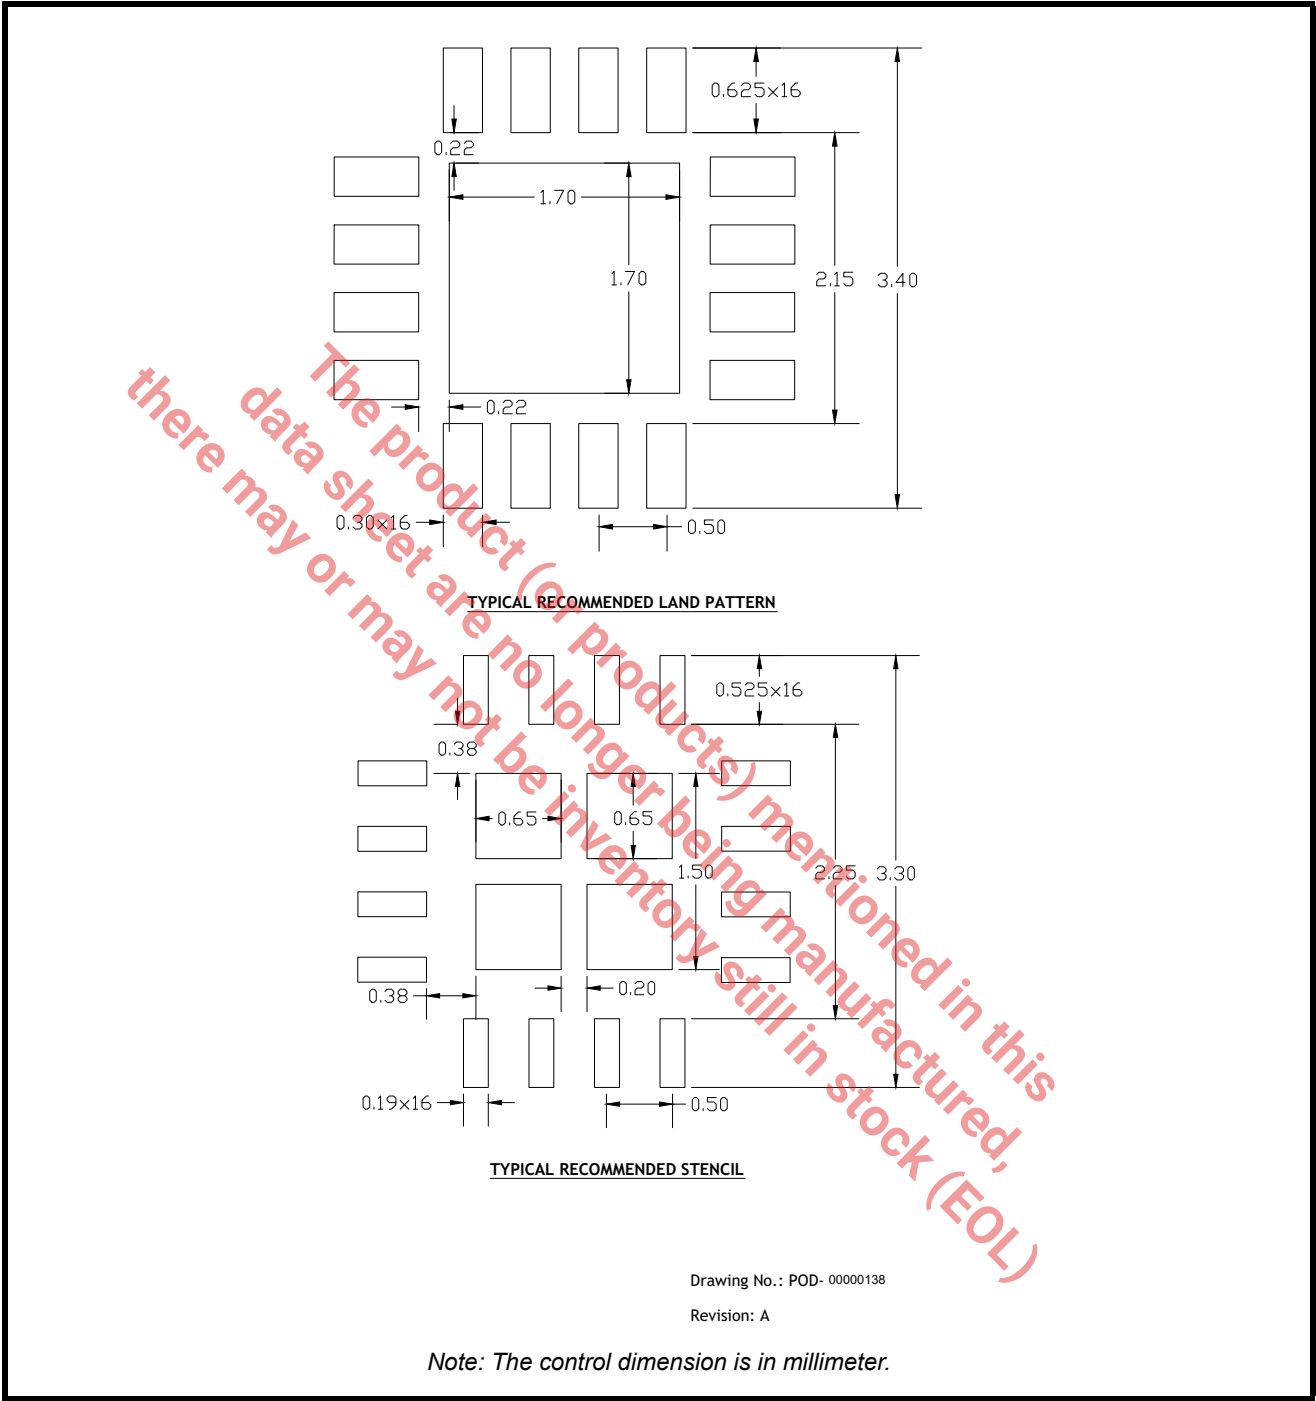 0.625×16
0.22
1.70
1.70
2.15
3.40
0.22
0.30×16
0.50
TYPICAL RECOMMENDED LAND PATTERN
0.525×16
0.38
0.65
0.65
1.50
2.25
3.30
0.38
0.20
0.19×16
0.50
TYPICAL RECOMMENDED STENCIL
The product (or products) mentioned in this
data sheet are no longer being manufactured,
there may or may not be inventory still in stock (EOL)
Drawing No.: POD- 00000138
Revision: A
Note: The control dimension is in millimeter.